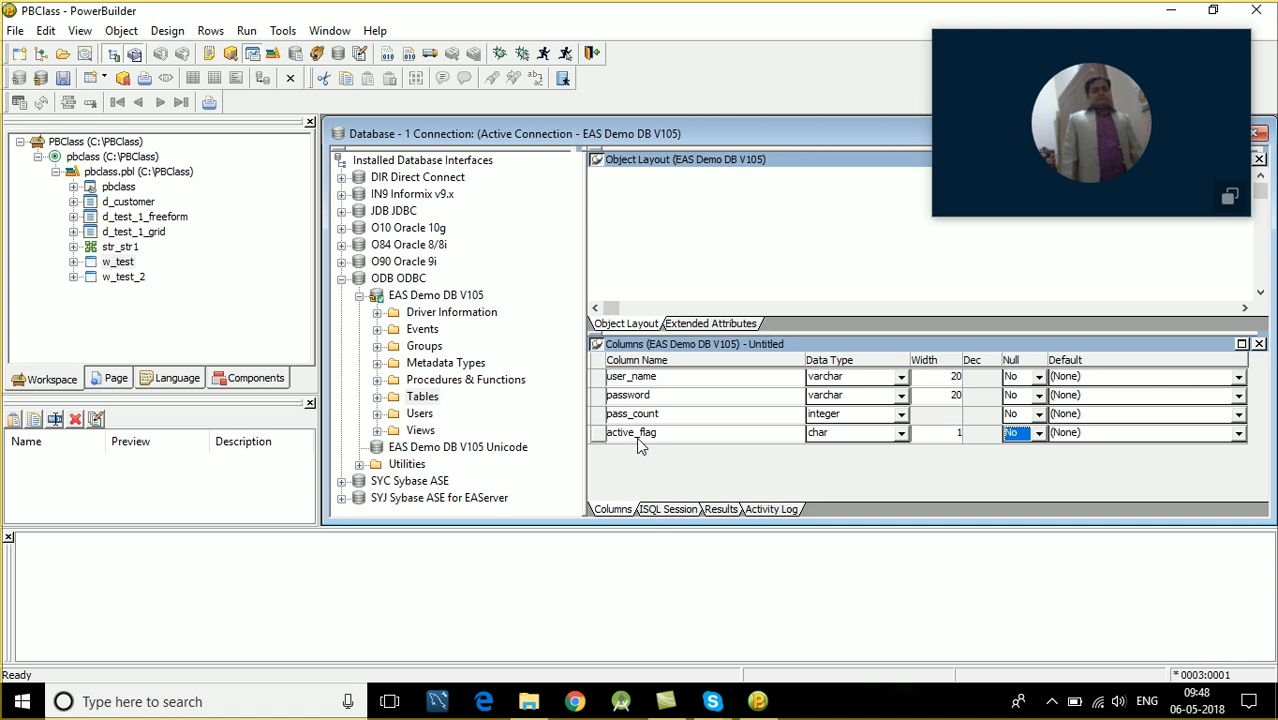 PBClass - PowerBuilder
File Edit View Object Design Rows Run Tools Window Help
PBClass (C:\PBClass)
pbclass (C:\PBClass)
pbclass.pbl (C:\PBClass)
pbclass
d_customer
d_test_1_freeform
d_test_1_grid
str_str1
w_test
w_test_2
Workspace Page Language Components
Name Preview Description
Database - 1 Connection: (Active Connection - EAS Demo DB V105)
Installed Database Interfaces
DIR Direct Connect
IN9 Informix v9.x
JDB JDBC
O10 Oracle 10g
O84 Oracle 8/8i
O90 Oracle 9i
ODB ODBC
EAS Demo DB V105
Driver Information
Events
Groups
Metadata Types
Procedures & Functions
Tables
Users
Views
EAS Demo DB V105 Unicode
Utilities
SYC Sybase ASE
SYJ Sybase ASE for EAServer
Object Layout (EAS Demo DB V105)
Object Layout Extended Attributes
Columns (EAS Demo DB V105) - Untitled
Column Name Data Type Width Dec Null Default
user_name varchar 20 No (None)
password varchar 20 No (None)
pass_count integer No (None)
active_flag char 1 No (None)
Columns ISQL Session Results Activity Log
Ready * 0003:0001
Type here to search ENG 09:48
06-05-2018